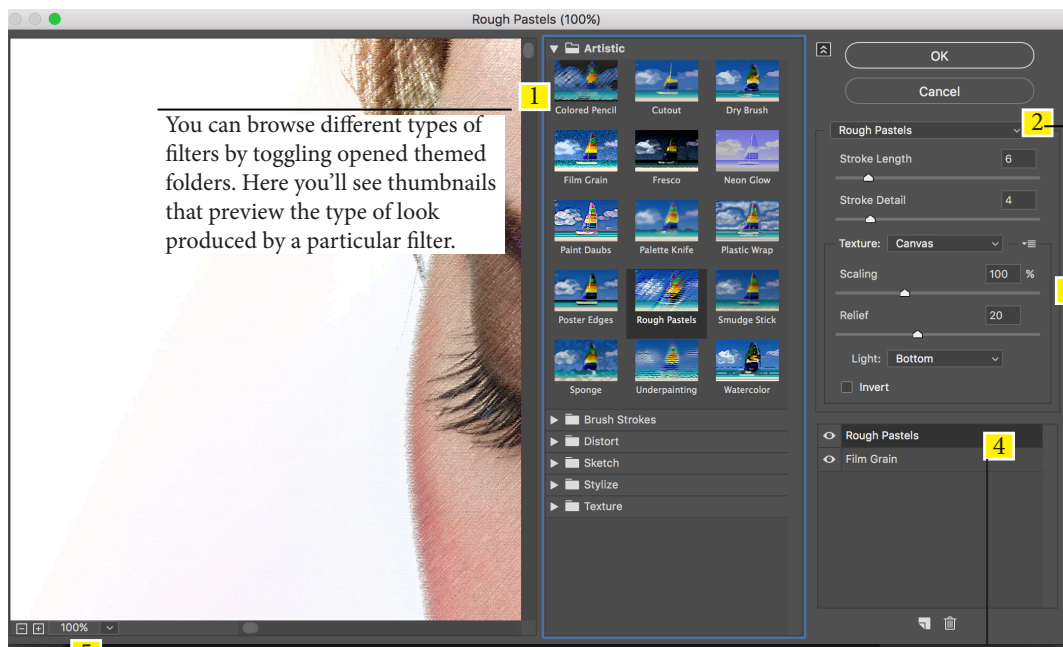 Rough Pastels (100%)
Artistic
1
Colored Pencil
Cutout
Dry Brush
You can browse different types of
filters by toggling opened themed
folders. Here you'll see thumbnails
that preview the type of look
produced by a particular filter.
Film Grain
Fresco
Neon Glow
Paint Daubs
Palette Knife
Plastic Wrap
Poster Edges
Rough Pastels
Smudge Stick
Sponge
Underpainting
Watercolor
Brush Strokes
Distort
Sketch
Stylize
Texture
100%
OK
Cancel
Rough Pastels
2
Stroke Length 6
Stroke Detail 4
Texture: Canvas
Scaling 100 %
Relief 20
Light: Bottom
Invert
Rough Pastels
4
Film Grain